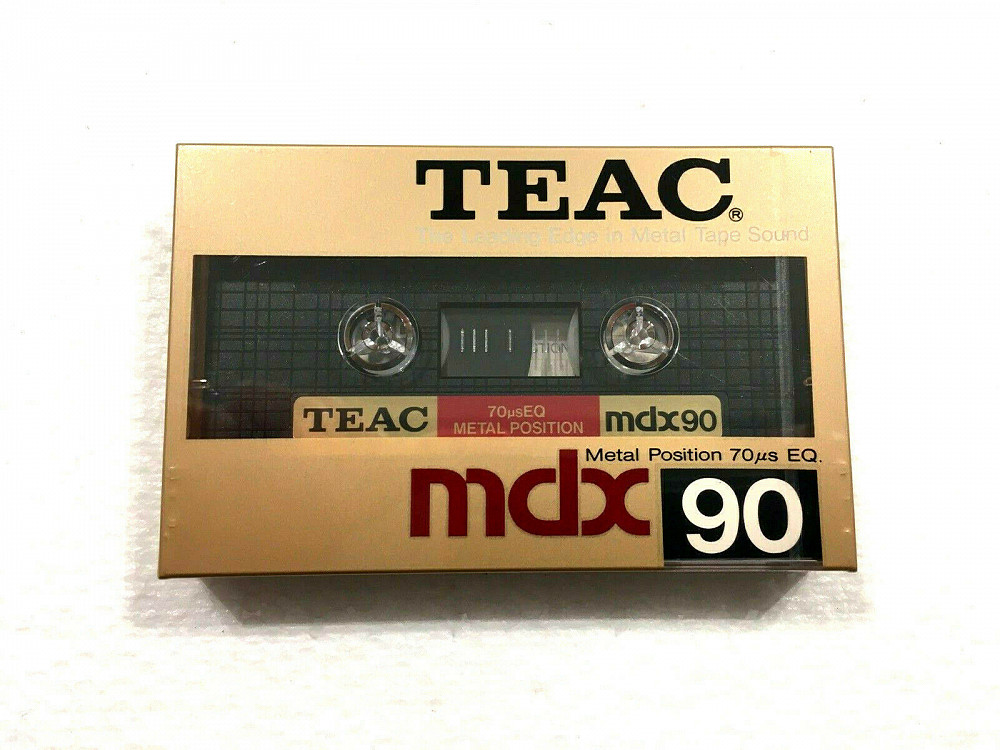 TEAC®
The Leading Edge in Metal Tape Sound
TEAC
70µsEQ
METAL POSITION
mdx90
Metal Position 70µs EQ.
mdx
90